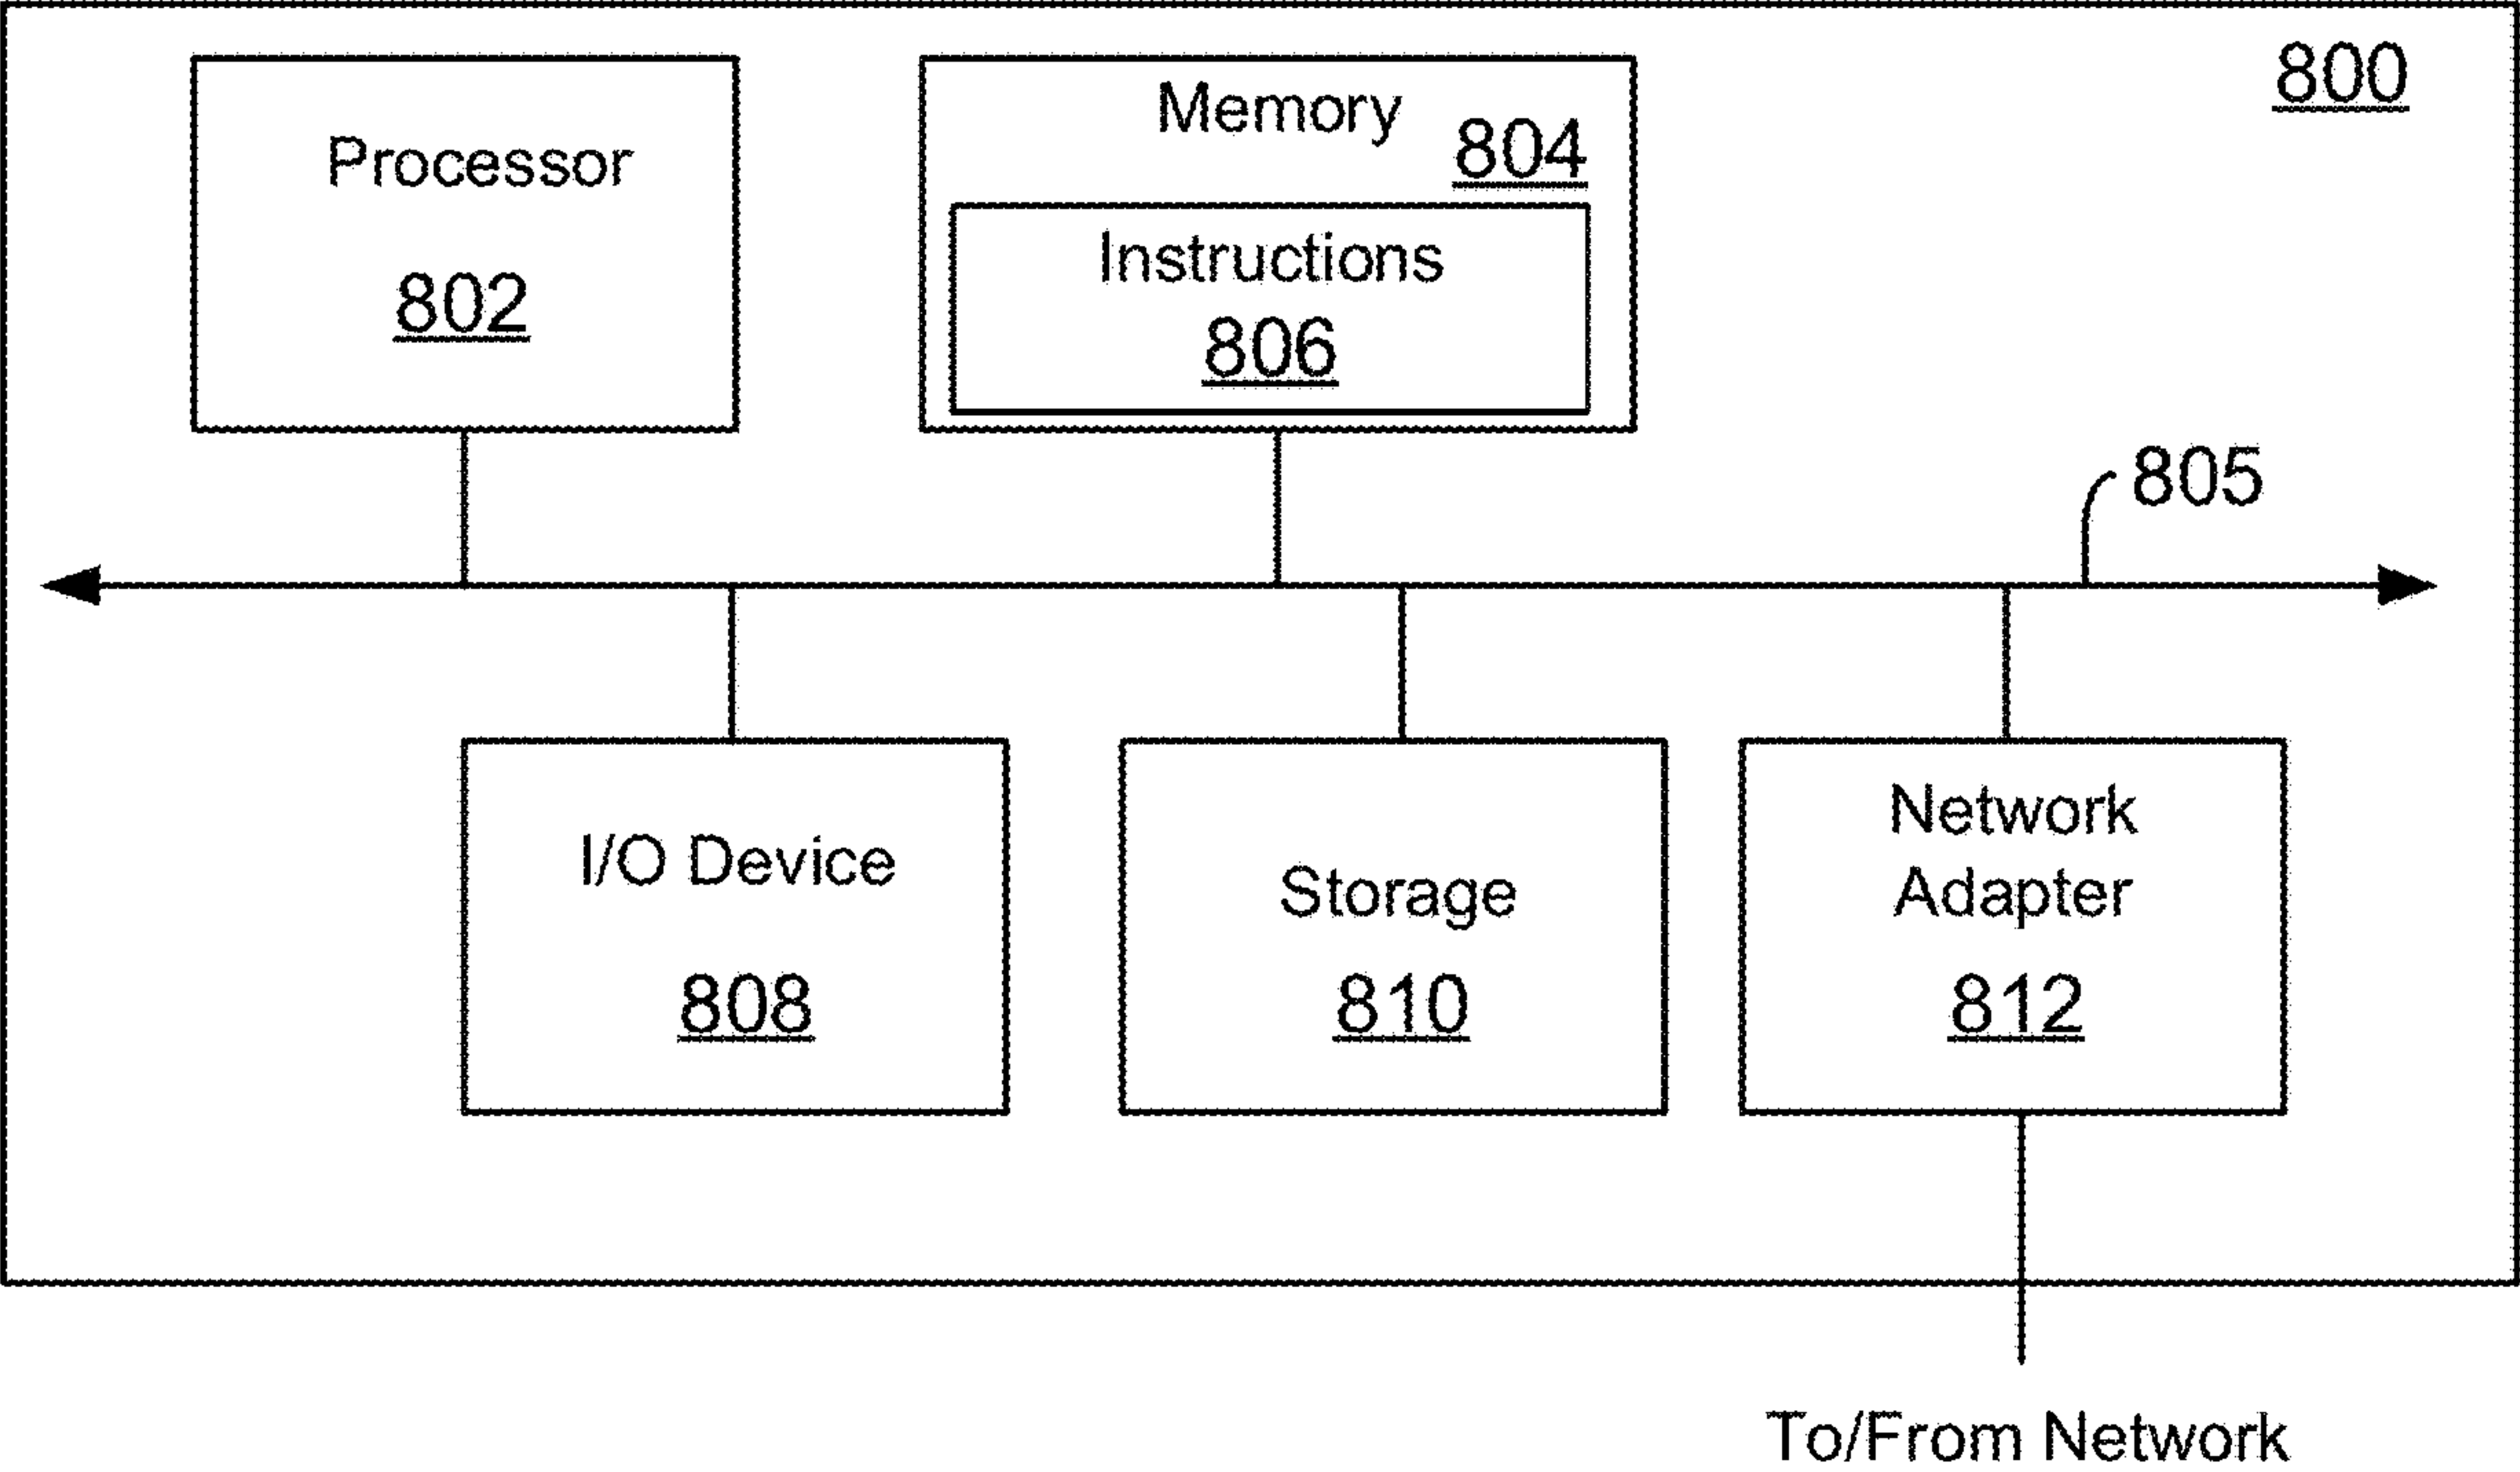 800
Processor
802
Memory
804
Instructions
806
805
I/O Device
808
Storage
810
Network
Adapter
812
To/From Network